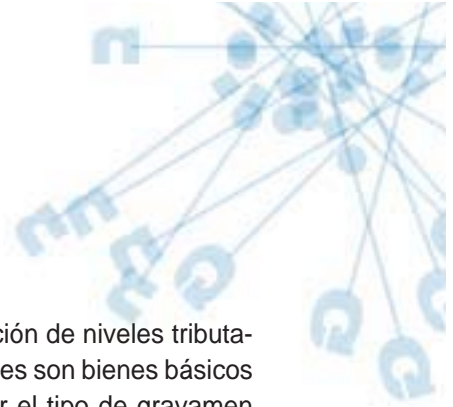 ción de niveles tributa-
es son bienes básicos
r el tipo de gravamen